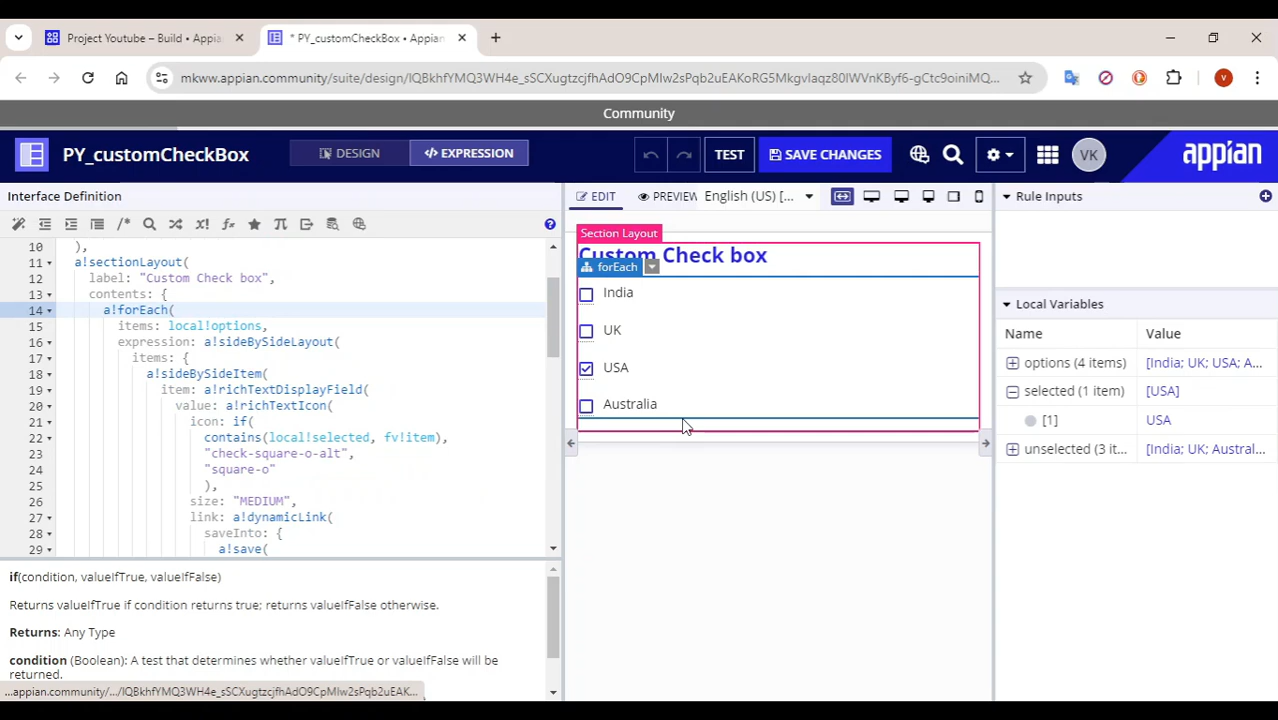 Project Youtube – Build • Appia
* PY_customCheckBox • Appian
mkww.appian.community/suite/design/IQBkhfYMQ3WH4e_sSCXugtzcjfhAdO9CpMIw2sPqb2uEAKoRG5MkgvIaqz80IWVnKByf6-gCtc9oiniMQ...
V
Community
PY_customCheckBox
DESIGN
</> EXPRESSION
TEST
SAVE CHANGES
VK
appian
Interface Definition
EDIT
PREVIEW
English (US) [...
Rule Inputs
10 ),
11 a!sectionLayout(
12 label: "Custom Check box",
13 contents: {
14 a!forEach(
15 items: local!options,
16 expression: a!sideBySideLayout(
17 items: {
18 a!sideBySideItem(
19 item: a!richTextDisplayField(
20 value: a!richTextIcon(
21 icon: if(
22 contains(local!selected, fv!item),
23 "check-square-o-alt",
24 "square-o"
25 ),
26 size: "MEDIUM",
27 link: a!dynamicLink(
28 saveInto: {
29 a!save(
Section Layout
Custom Check box
forEach
India
UK
USA
Australia
Local Variables
Name Value
options (4 items) [India; UK; USA; A...
selected (1 item) [USA]
[1] USA
unselected (3 it... [India; UK; Austral...
if(condition, valueIfTrue, valueIfFalse)
Returns valueIfTrue if condition returns true; returns valueIfFalse otherwise.
Returns: Any Type
condition (Boolean): A test that determines whether valueIfTrue or valueIfFalse will be
returned.
...appian.community/.../IQBkhfYMQ3WH4e_sSCXugtzcjfhAdO9CpMIw2sPqb2uEAK...